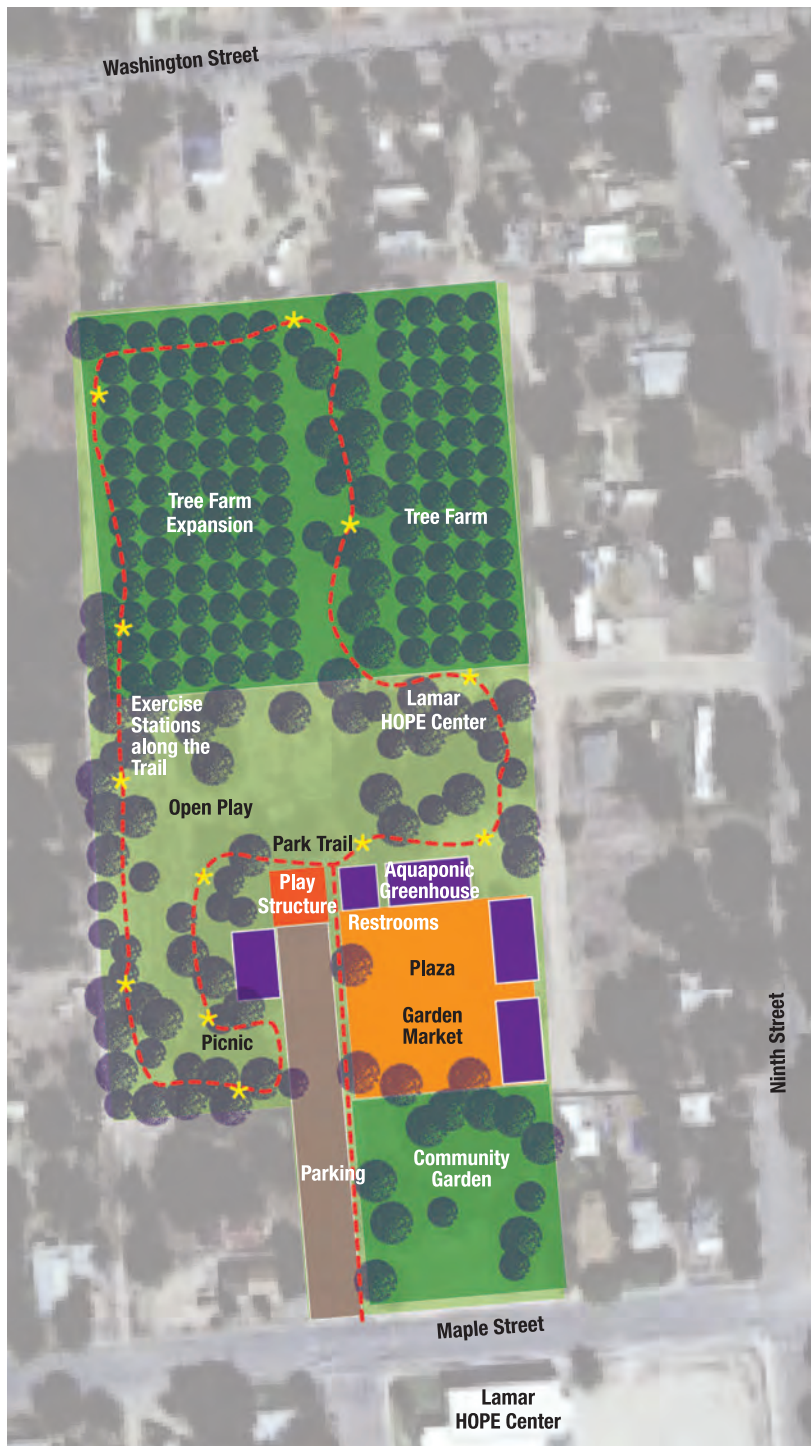 Washington Street
Tree Farm
Expansion
Tree Farm
Exercise
Stations
along the
Trail
Lamar
HOPE Center
Open Play
Park Trail
Play
Structure
Aquaponic
Greenhouse
Restrooms
Plaza
Garden
Market
Picnic
Ninth Street
Parking
Community
Garden
Maple Street
Lamar
HOPE Center